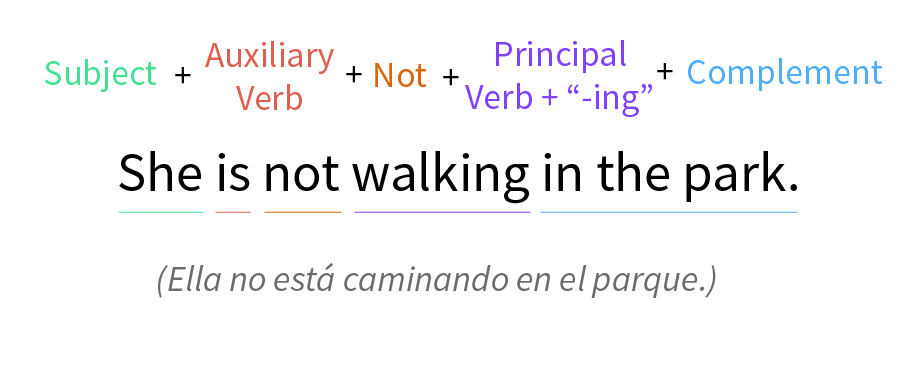 Subject + Auxiliary Verb + Not + Principal Verb + “-ing” + Complement
She is not walking in the park.
(Ella no está caminando en el parque.)